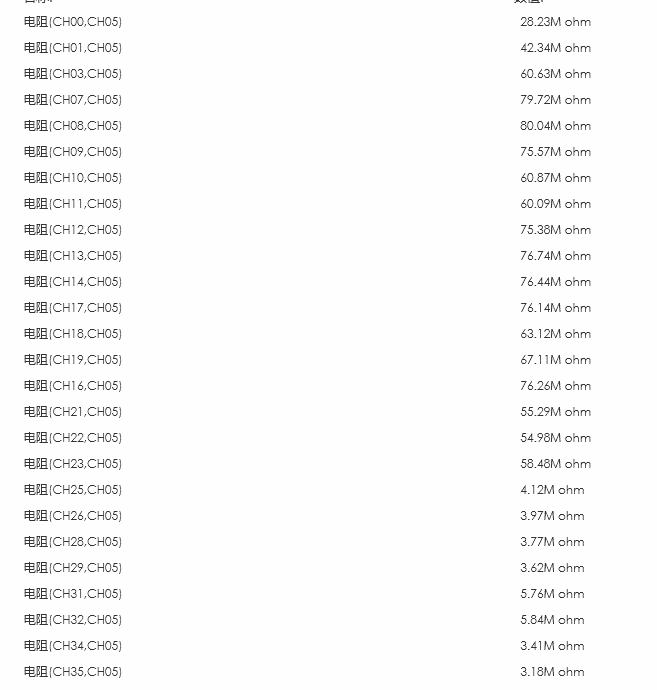 电阻(CH00,CH05) 28.23M ohm
电阻(CH01,CH05) 42.34M ohm
电阻(CH03,CH05) 60.63M ohm
电阻(CH07,CH05) 79.72M ohm
电阻(CH08,CH05) 80.04M ohm
电阻(CH09,CH05) 75.57M ohm
电阻(CH10,CH05) 60.87M ohm
电阻(CH11,CH05) 60.09M ohm
电阻(CH12,CH05) 75.38M ohm
电阻(CH13,CH05) 76.74M ohm
电阻(CH14,CH05) 76.44M ohm
电阻(CH17,CH05) 76.14M ohm
电阻(CH18,CH05) 63.12M ohm
电阻(CH19,CH05) 67.11M ohm
电阻(CH16,CH05) 76.26M ohm
电阻(CH21,CH05) 55.29M ohm
电阻(CH22,CH05) 54.98M ohm
电阻(CH23,CH05) 58.48M ohm
电阻(CH25,CH05) 4.12M ohm
电阻(CH26,CH05) 3.97M ohm
电阻(CH28,CH05) 3.77M ohm
电阻(CH29,CH05) 3.62M ohm
电阻(CH31,CH05) 5.76M ohm
电阻(CH32,CH05) 5.84M ohm
电阻(CH34,CH05) 3.41M ohm
电阻(CH35,CH05) 3.18M ohm